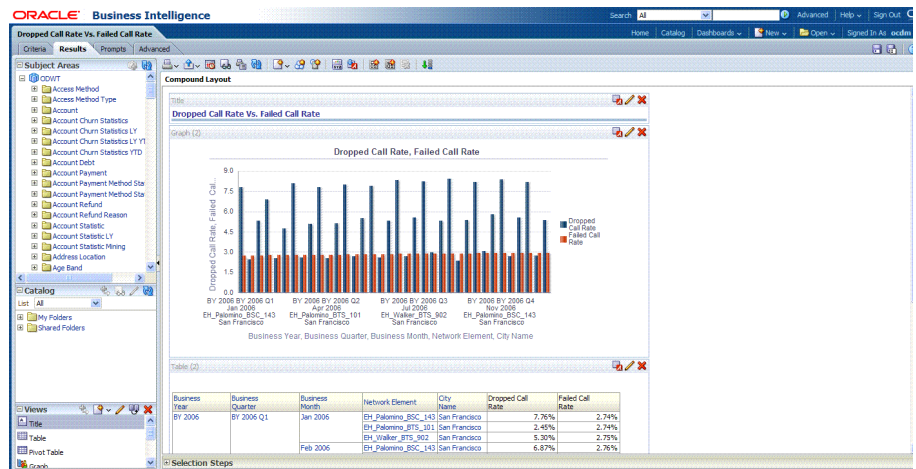 ORACLE Business Intelligence
Search All Advanced Help Sign Out
Dropped Call Rate Vs. Failed Call Rate
Home Catalog Dashboards New Open Signed In As ocdm
Criteria Results Prompts Advanced
Subject Areas
ODWT
Access Method
Access Method Type
Account
Account Churn Statistics
Account Churn Statistics LY
Account Churn Statistics LY YT
Account Churn Statistics YTD
Account Debt
Account Payment
Account Payment Method Sta
Account Payment Method Sta
Account Refund
Account Refund Reason
Account Statistic
Account Statistic LY
Account Statistic Mining
Address Location
Age Band
Catalog
List All
My Folders
Shared Folders
Views
Title
Table
Pivot Table
Graph
Compound Layout
Title
Dropped Call Rate Vs. Failed Call Rate
Graph (2)
Dropped Call Rate, Failed Call Rate
Dropped Call Rate, Failed Cal...
9.0
7.5
6.0
4.5
3.0
1.5
0.0
Dropped Call Rate
Failed Call Rate
BY 2006 BY 2006 Q1 BY 2006 BY 2006 Q2 BY 2006 BY 2006 Q3 BY 2006 BY 2006 Q4
Jan 2006 Apr 2006 Jul 2006 Nov 2006
EH_Palomino_BSC_143 EH_Palomino_BTS_101 EH_Walker_BTS_902 EH_Palomino_BSC_143
San Francisco San Francisco San Francisco San Francisco
Business Year, Business Quarter, Business Month, Network Element, City Name
Table (2)
Business Year Business Quarter Business Month Network Element City Name Dropped Call Rate Failed Call Rate
BY 2006 BY 2006 Q1 Jan 2006 EH_Palomino_BSC_143 San Francisco 7.76% 2.74%
EH_Palomino_BTS_101 San Francisco 2.45% 2.74%
EH_Walker_BTS_902 San Francisco 5.30% 2.75%
Feb 2006 EH_Palomino_BSC_143 San Francisco 6.87% 2.76%
Selection Steps